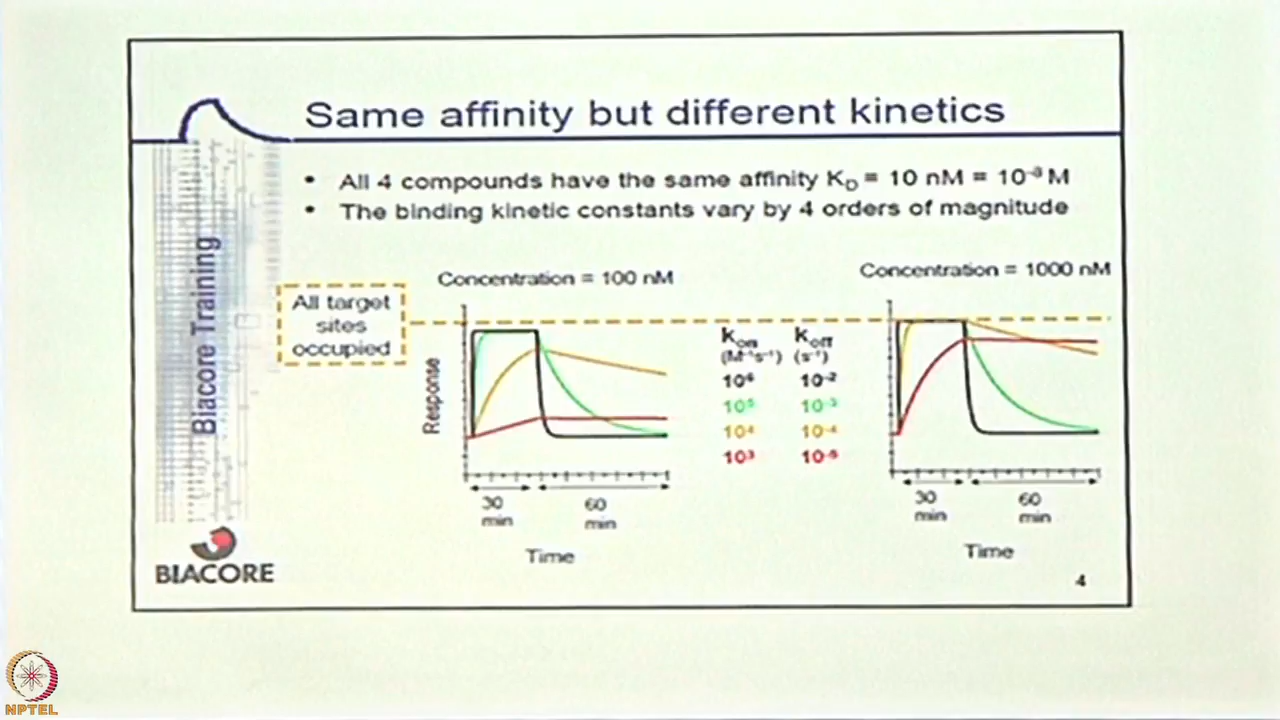 Same affinity but different kinetics
• All 4 compounds have the same affinity K_D = 10 nM = 10⁻⁸ M
• The binding kinetic constants vary by 4 orders of magnitude
Biacore Training
All target
sites
occupied
Concentration = 100 nM
Concentration = 1000 nM
Response
k_on k_off
(M⁻¹s⁻¹) (s⁻¹)
10⁶ 10⁻²
10⁵ 10⁻³
10⁴ 10⁻⁴
10³ 10⁻⁵
30
min
60
min
Time
30
min
60
min
Time
BIACORE
4
NPTEL